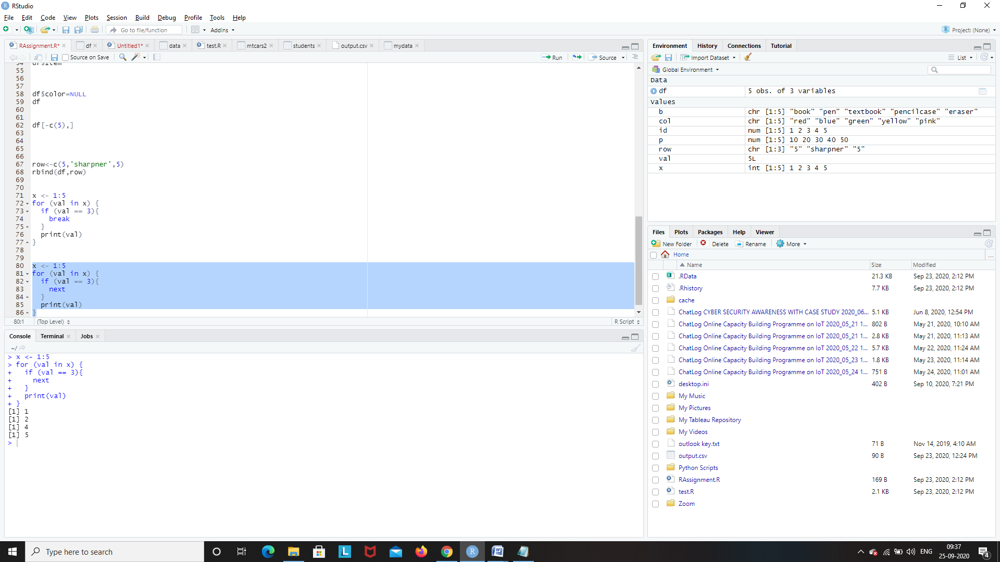 RStudio
File Edit Code View Plots Session Build Debug Profile Tools Help
Go to file/function Addins Project: (None)
RAssignment.R* df Untitled1* data test.R mtcars2 students output.csv mydata
Source on Save Run Source
54 df$item
55
56
57
58 df$color=NULL
59 df
60
61
62 df[-c(5),]
63
64
65
66
67 row<-c(5,'sharpner',5)
68 rbind(df,row)
69
70
71 x <- 1:5
72 for (val in x) {
73 if (val == 3){
74 break
75 }
76 print(val)
77 }
78
79
80 x <- 1:5
81 for (val in x) {
82 if (val == 3){
83 next
84 }
85 print(val)
86 }
80:1 (Top Level) R Script
Console Terminal Jobs
~/
> x <- 1:5
> for (val in x) {
+ if (val == 3){
+ next
+ }
+ print(val)
+ }
[1] 1
[1] 2
[1] 4
[1] 5
>
Environment History Connections Tutorial
Import Dataset List
Global Environment
Data
df 5 obs. of 3 variables
Values
b chr [1:5] "book" "pen" "textbook" "pencilcase" "eraser"
col chr [1:5] "red" "blue" "green" "yellow" "pink"
id num [1:5] 1 2 3 4 5
p num [1:5] 10 20 30 40 50
row chr [1:3] "5" "sharpner" "5"
val 5L
x int [1:5] 1 2 3 4 5
Files Plots Packages Help Viewer
New Folder Delete Rename More
Home ...
Name Size Modified
.RData 21.3 KB Sep 23, 2020, 2:12 PM
.Rhistory 7.7 KB Sep 23, 2020, 2:12 PM
cache
ChatLog CYBER SECURITY AWARENESS WITH CASE STUDY 2020_06... 5.1 KB Jun 8, 2020, 12:54 PM
ChatLog Online Capacity Building Programme on IoT 2020_05_21 1... 802 B May 21, 2020, 10:10 AM
ChatLog Online Capacity Building Programme on IoT 2020_05_21 1... 2.8 KB May 21, 2020, 11:13 AM
ChatLog Online Capacity Building Programme on IoT 2020_05_22 1... 5.7 KB May 22, 2020, 11:24 AM
ChatLog Online Capacity Building Programme on IoT 2020_05_23 1... 1.8 KB May 23, 2020, 11:14 AM
ChatLog Online Capacity Building Programme on IoT 2020_05_24 1... 751 B May 24, 2020, 11:01 AM
desktop.ini 402 B Sep 10, 2020, 7:21 PM
My Music
My Pictures
My Tableau Repository
My Videos
outlook key.txt 71 B Nov 14, 2019, 4:10 AM
output.csv 90 B Sep 23, 2020, 12:24 PM
Python Scripts
RAssignment.R 169 B Sep 23, 2020, 2:12 PM
test.R 2.1 KB Sep 23, 2020, 2:12 PM
Zoom
Type here to search
ENG 09:37
25-09-2020
4